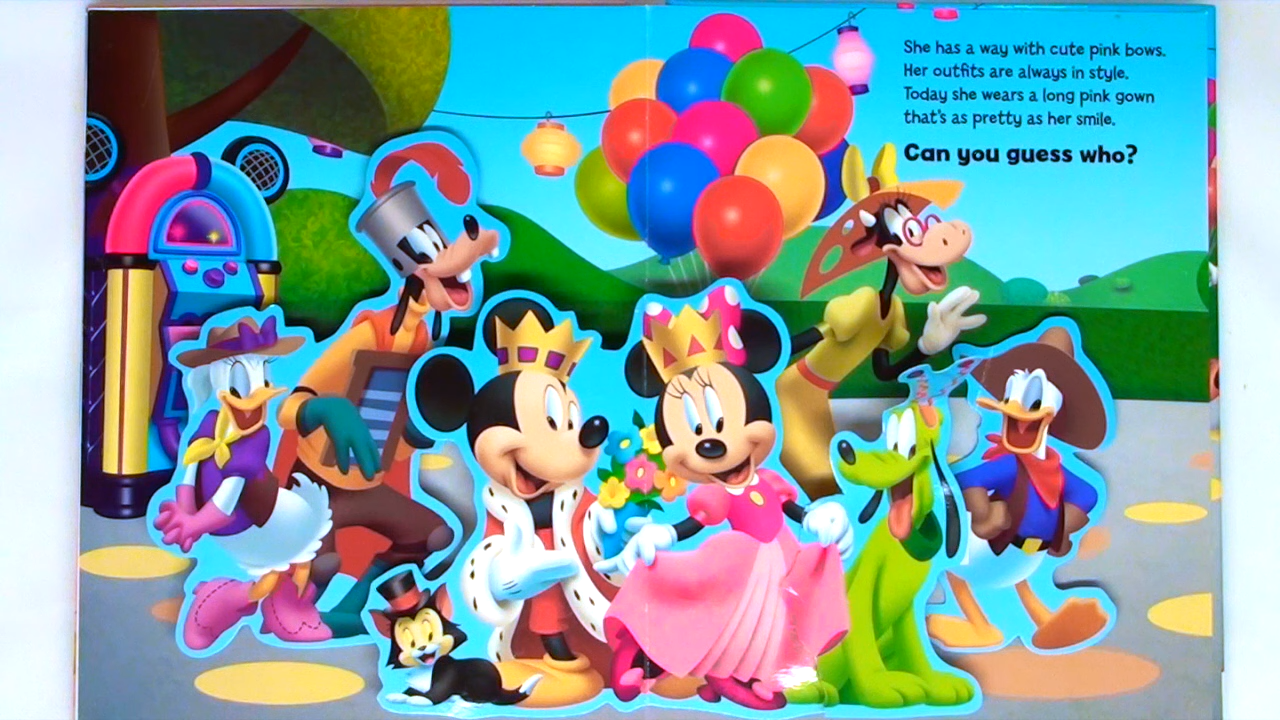 She has a way with cute pink bows.
Her outfits are always in style.
Today she wears a long pink gown
that's as pretty as her smile.
Can you guess who?